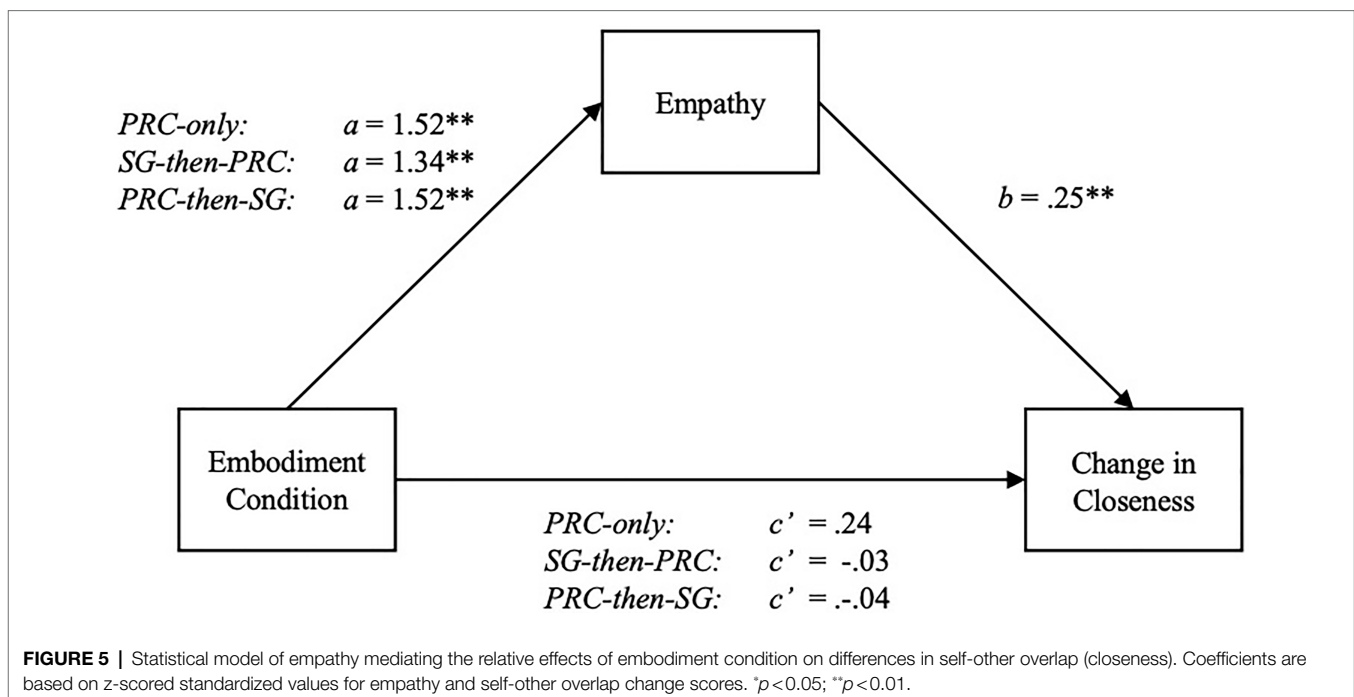 Empathy
PRC-only: a = 1.52**
SG-then-PRC: a = 1.34**
PRC-then-SG: a = 1.52**
b = .25**
Embodiment
Condition
Change in
Closeness
PRC-only: c’ = .24
SG-then-PRC: c’ = -.03
PRC-then-SG: c’ = .-.04
FIGURE 5 | Statistical model of empathy mediating the relative effects of embodiment condition on differences in self-other overlap (closeness). Coefficients are
based on z-scored standardized values for empathy and self-other overlap change scores. *p<0.05; **p<0.01.